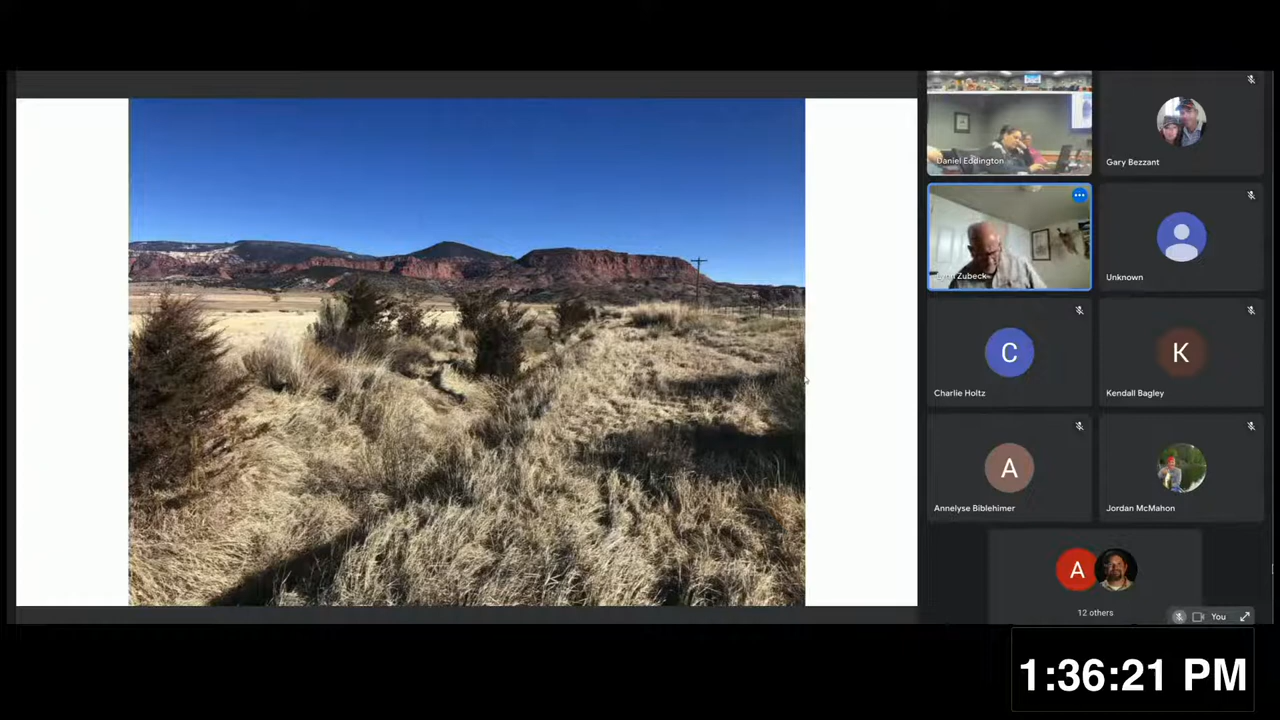 Daniel Eddington
Gary Bezzant
Zubeck
Unknown
C
Charlie Holtz
K
Kendall Bagley
A
Annelyse Biblehimer
Jordan McMahon
A
12 others
You
1:36:21 PM